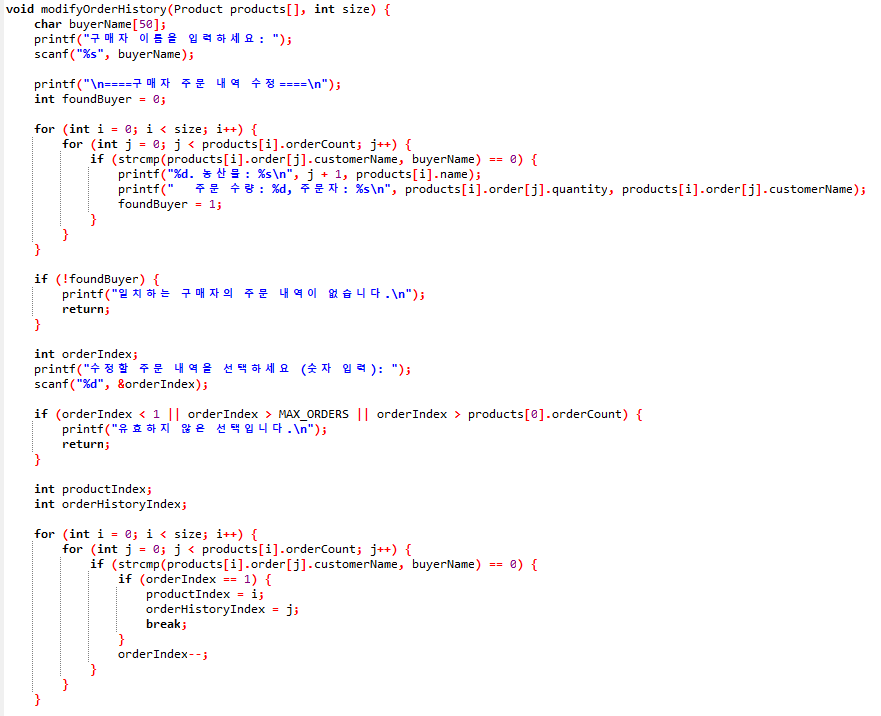 void modifyOrderHistory(Product products[], int size) {
char buyerName[50];
printf("구매자 이름을 입력하세요: ");
scanf("%s", buyerName);
printf("\n====구매자 주문 내역 수정====\n");
int foundBuyer = 0;
for (int i = 0; i < size; i++) {
for (int j = 0; j < products[i].orderCount; j++) {
if (strcmp(products[i].order[j].customerName, buyerName) == 0) {
printf("%d. 농산물: %s\n", j + 1, products[i].name);
printf("   주문 수량: %d, 주문자: %s\n", products[i].order[j].quantity, products[i].order[j].customerName);
foundBuyer = 1;
}
}
}
if (!foundBuyer) {
printf("일치하는 구매자의 주문 내역이 없습니다.\n");
return;
}
int orderIndex;
printf("수정할 주문 내역을 선택하세요 (숫자 입력): ");
scanf("%d", &orderIndex);
if (orderIndex < 1 || orderIndex > MAX_ORDERS || orderIndex > products[0].orderCount) {
printf("유효하지 않은 선택입니다.\n");
return;
}
int productIndex;
int orderHistoryIndex;
for (int i = 0; i < size; i++) {
for (int j = 0; j < products[i].orderCount; j++) {
if (strcmp(products[i].order[j].customerName, buyerName) == 0) {
if (orderIndex == 1) {
productIndex = i;
orderHistoryIndex = j;
break;
}
orderIndex--;
}
}
}